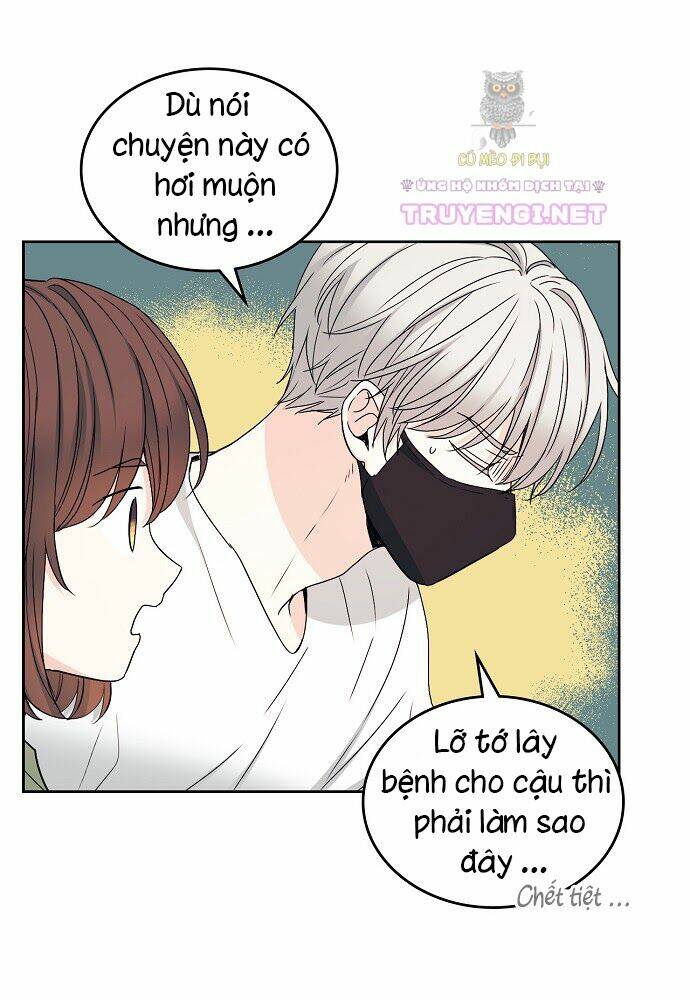 Dù nói
chuyện này có
hơi muộn
nhưng ...
CÚ MÈO ĐI BỤI
ỦNG HỘ NHÓM DỊCH TẠI
TRUYENGI.NET
Lỡ tớ lây
bệnh cho cậu thì
phải làm sao
đây ...
Chết tiệt ...